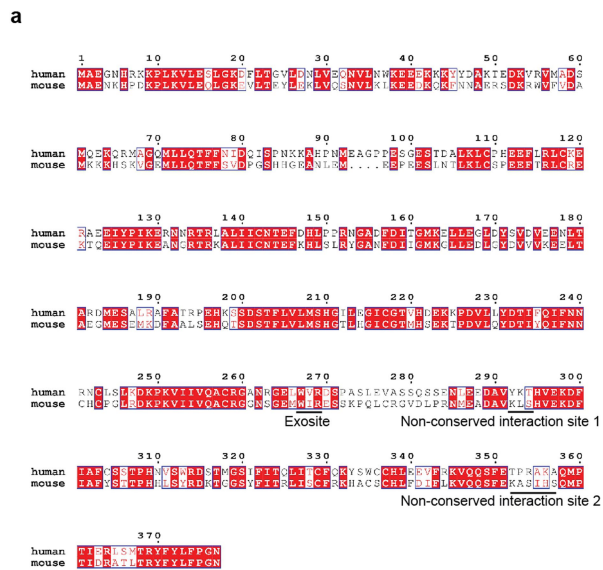 a
1 10 20 30 40 50 60
human MAEGNHRKKPLKVLESLGKDFLTGVLDNLVEQNVLNWKEEEKKKYYDAKTEDKVRVMADS
mouse MAENKHPDKPLKVLEQLGKEVLTEYLEKLVQSNVLKLKEEDKQKFNNAERSDKRWVFVDA
70 80 90 100 110 120
human MQEKQRMAGQMLLQTFFNIDQISPNKKAHPNMEAGPPESGESTDALKLCPHEEFLRLCKE
mouse MKKKHSKVGEMLLQTFFSVDPGSHHGEANLEM....EEPEESLNTLKLCSPEEFTRLCRE
130 140 150 160 170 180
human RAEEIYPIKERNNRTRLALIICNTEFDHLPPRNGADFDITGMKELLEGLDYSVDVEENLT
mouse KTQEIYPIKEANGRTRKALIICNTEFKHLSLRYGANFDIIGMKGLLEDLGYDVVVKEELT
190 200 210 220 230 240
human ARDMESALRAFATRPEHKSSDSTFLVLMSHGILEGICGTVHDEKKPDVLLYDTIFQIFNN
mouse AEGMESEMKDFAALSEHQTSDSTFLVLMSHGTLHGICGTMHSEKTPDVLQYDTIYQIFNN
250 260 270 280 290 300
human RNCLSLKDKPKVIIVQACRGANRGELWVRDSPASLEVASSQSSENLEEDAVYKTHVEKDF
mouse CHCPGLRDKPKVIIVQACRGGNSGEMWIRESSKPQLCRGVDLPRNMEADAVKLSHVEKDF
Exosite Non-conserved interaction site 1
310 320 330 340 350 360
human IAFCSSTPHNVSWRDSTMGSIFITQLITCFQKYSWCCHLEEVFRKVQQSFETPRAKAQMP
mouse IAFYSTTPHHLSYRDKTGGSYFITRLISCFRKHACSCHLFDIFLKVQQSFEKASIHSQMP
Non-conserved interaction site 2
370
human TIERLSMTRYFYLFPGN
mouse TIDRATLTRYFYLFPGN